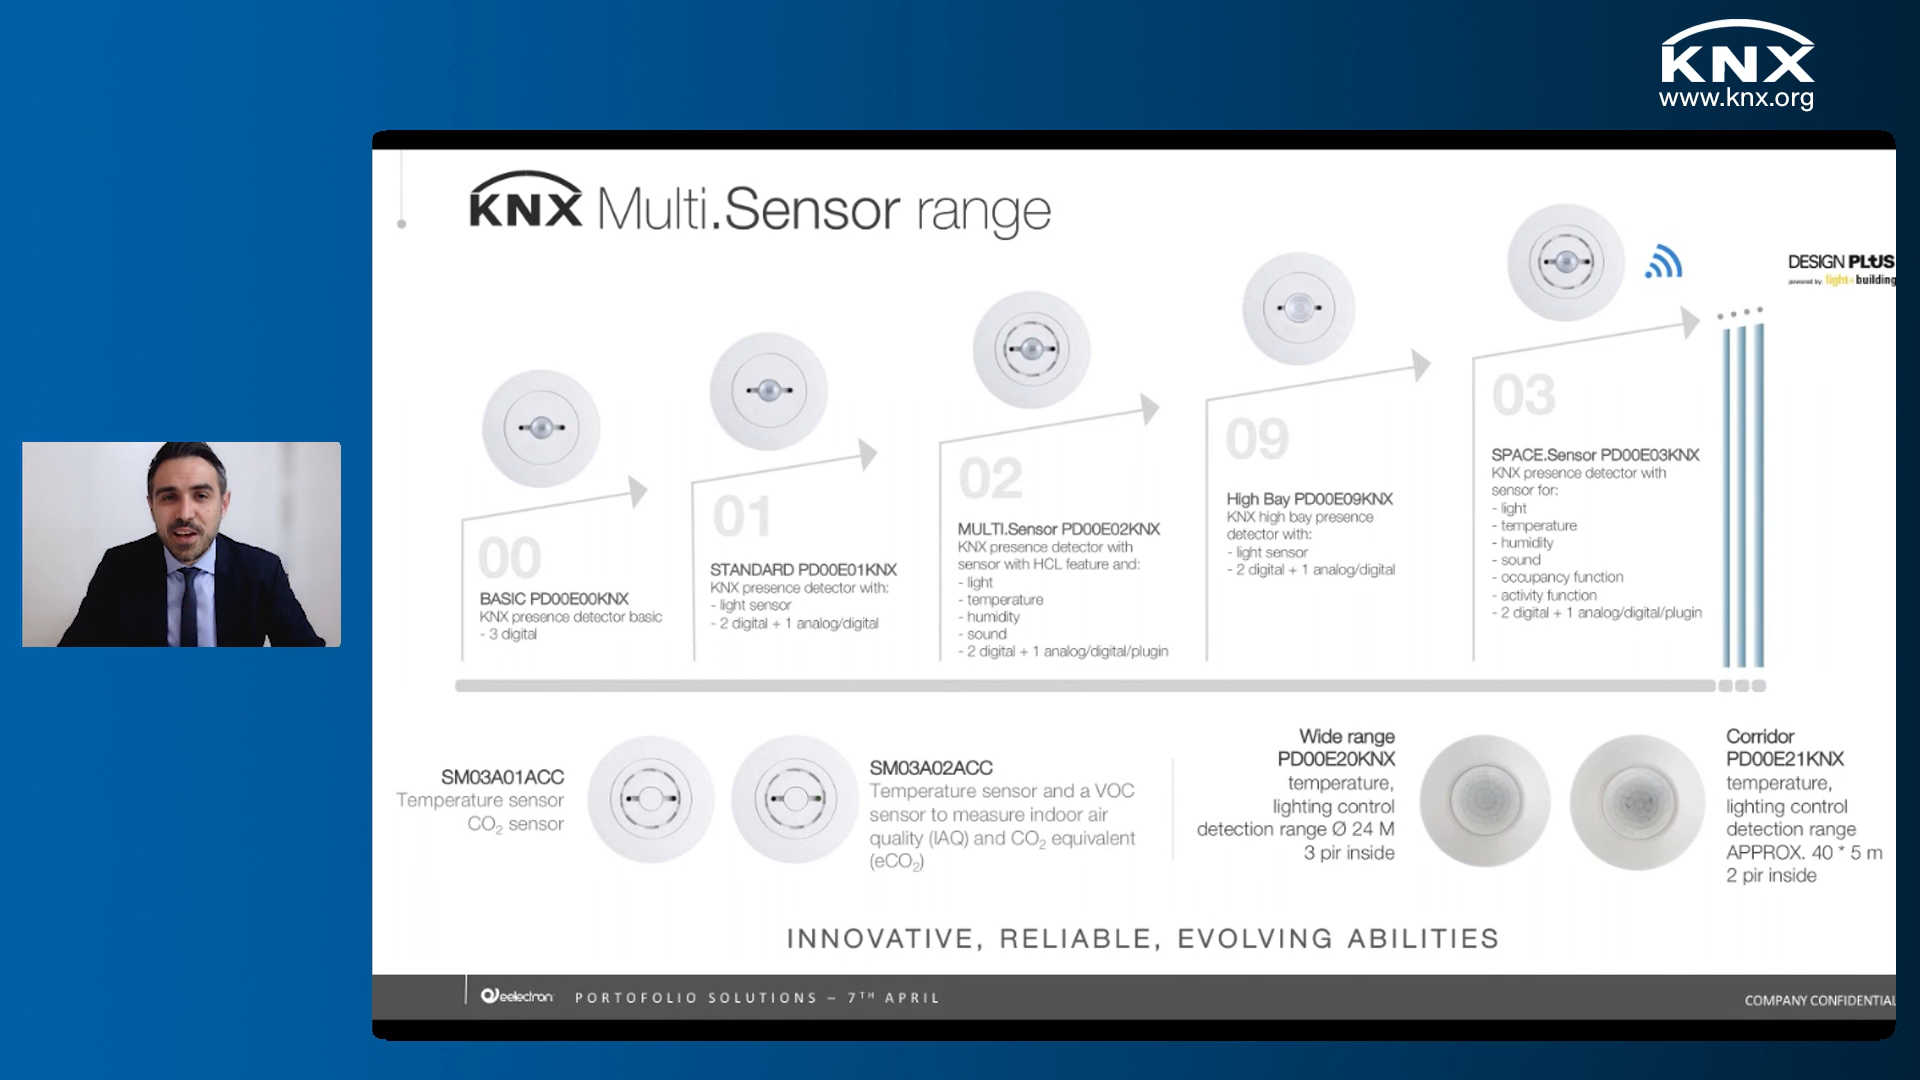 KNX
www.knx.org
KNX Multi.Sensor range
DESIGN PLUS
powered by: light+building
00
BASIC PD00E00KNX
KNX presence detector basic
- 3 digital
01
STANDARD PD00E01KNX
KNX presence detector with:
- light sensor
- 2 digital + 1 analog/digital
02
MULTI.Sensor PD00E02KNX
KNX presence detector with
sensor with HCL feature and:
- light
- temperature
- humidity
- sound
- 2 digital + 1 analog/digital/plugin
09
High Bay PD00E09KNX
KNX high bay presence
detector with:
- light sensor
- 2 digital + 1 analog/digital
03
SPACE.Sensor PD00E03KNX
KNX presence detector with
sensor for:
- light
- temperature
- humidity
- sound
- occupancy function
- activity function
- 2 digital + 1 analog/digital/plugin
SM03A01ACC
Temperature sensor
CO₂ sensor
SM03A02ACC
Temperature sensor and a VOC
sensor to measure indoor air
quality (IAQ) and CO₂ equivalent
(eCO₂)
Wide range
PD00E20KNX
temperature,
lighting control
detection range Ø 24 M
3 pir inside
Corridor
PD00E21KNX
temperature,
lighting control
detection range
APPROX. 40 * 5 m
2 pir inside
INNOVATIVE, RELIABLE, EVOLVING ABILITIES
eelectron
PORTOFOLIO SOLUTIONS – 7TH APRIL
COMPANY CONFIDENTIAL